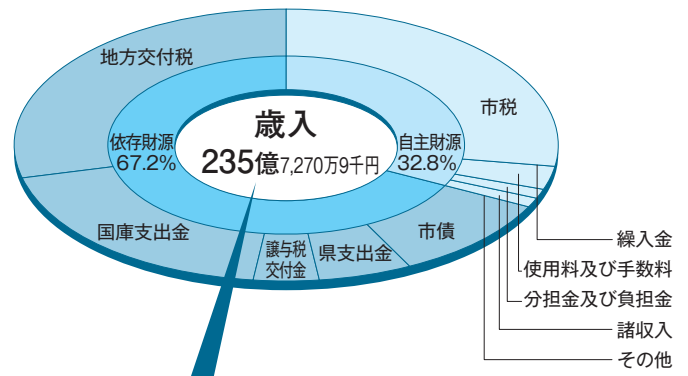 地方交付税
市税
歳入
235億7,270万9千円
依存財源
67.2%
自主財源
32.8%
国庫支出金
譲与税
交付金
県支出金
市債
繰入金
使用料及び手数料
分担金及び負担金
諸収入
その他